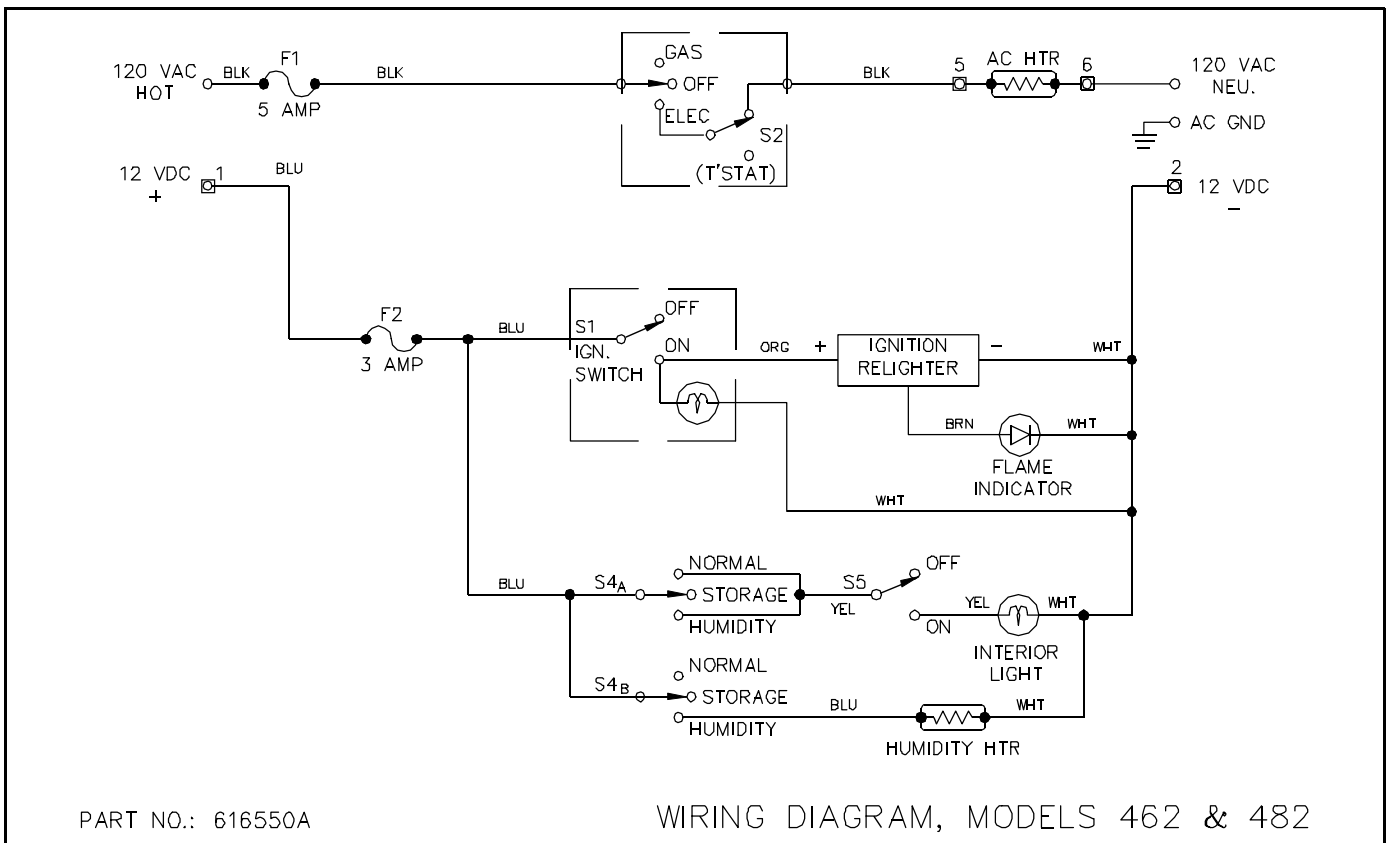 F1
120 VAC
HOT
BLK
5 AMP
BLK
GAS
OFF
ELEC
S2
(T'STAT)
BLK
5
AC HTR
6
120 VAC
NEU.
AC GND
12 VDC
+
1
BLU
2
12 VDC
-
F2
3 AMP
BLU
S1
IGN.
SWITCH
OFF
ON
ORG
+
IGNITION
RELIGHTER
-
WHT
BRN
WHT
FLAME
INDICATOR
WHT
BLU
S4A
NORMAL
STORAGE
HUMIDITY
YEL
S5
OFF
ON
YEL
WHT
INTERIOR
LIGHT
S4B
NORMAL
STORAGE
HUMIDITY
BLU
WHT
HUMIDITY HTR
PART NO.: 616550A
WIRING DIAGRAM, MODELS 462 & 482